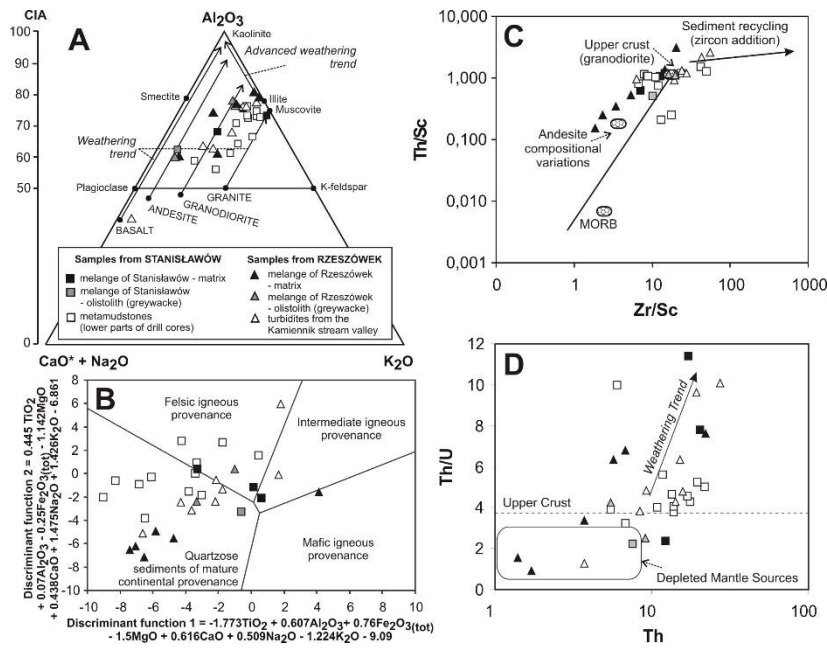 CIA
Al2O3
A
100
90
80
70
60
50
0
Kaolinite
Advanced weathering
trend
Smectite
Illite
Muscovite
Weathering
trend
Plagioclase
K-feldspar
BASALT
ANDESITE
GRANODIORITE
GRANITE
Samples from STANISŁAWÓW
melange of Stanisławów - matrix
melange of Stanisławów
- olistolith (greywacke)
metamudstones
(lower parts of drill cores)
Samples from RZESZÓWEK
melange of Rzeszówek
- matrix
melange of Rzeszówek
- olistolith (greywacke)
turbidites from the
Kamiennik stream valley
CaO* + Na2O
K2O
B
Discriminant function 2 = 0.445 TiO2
+ 0.07Al2O3 - 0.25Fe2O3(tot) - 1.142MgO
+ 0.438CaO + 1.475Na2O + 1.426K2O - 6.861
8
6
4
2
0
-2
-4
-6
-8
-10
Felsic igneous
provenance
Intermediate igneous
provenance
Quartzose
sediments of mature
continental provenance
Mafic igneous
provenance
-10 -8 -6 -4 -2 0 2 4 6 8 10
Discriminant function 1 = -1.773TiO2 + 0.607Al2O3+ 0.76Fe2O3(tot)
- 1.5MgO + 0.616CaO + 0.509Na2O - 1.224K2O - 9.09
C
Th/Sc
10,000
1,000
0,100
0,010
0,001
Sediment recycling
(zircon addition)
Upper crust
(granodiorite)
Andesite
compositional
variations
MORB
0 1 10 100 1000
Zr/Sc
D
Th/U
12
10
8
6
4
2
0
Weathering Trend
Upper Crust
Depleted Mantle Sources
1 10 100
Th